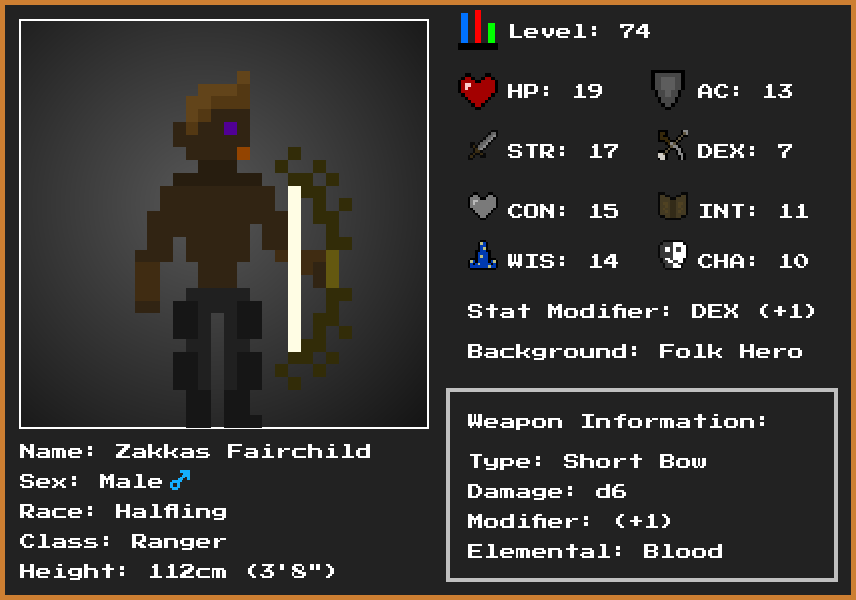 Level: 74
HP: 19
AC: 13
STR: 17
DEX: 7
CON: 15
INT: 11
WIS: 14
CHA: 10
Stat Modifier: DEX (+1)
Background: Folk Hero
Weapon Information:
Type: Short Bow
Damage: d6
Modifier: (+1)
Elemental: Blood
Name: Zakkas Fairchild
Sex: Male♂
Race: Halfling
Class: Ranger
Height: 112cm (3'8")